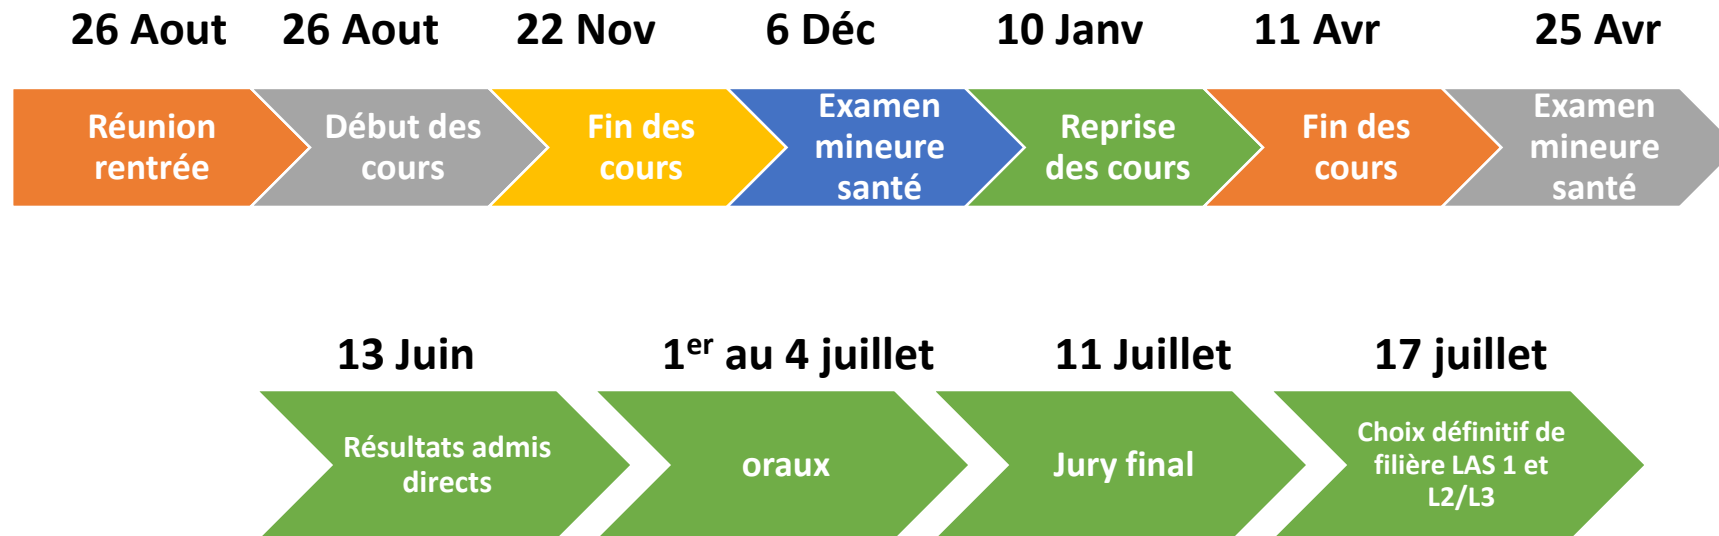 26 Aout 26 Aout 22 Nov 6 Déc 10 Janv 11 Avr 25 Avr
Réunion
rentrée
Début des
cours
Fin des
cours
Examen
mineure
santé
Reprise
des cours
Fin des
cours
Examen
mineure
santé
13 Juin 1er au 4 juillet 11 Juillet 17 juillet
Résultats admis
directs
oraux
Jury final
Choix définitif de
filière LAS 1 et
L2/L3